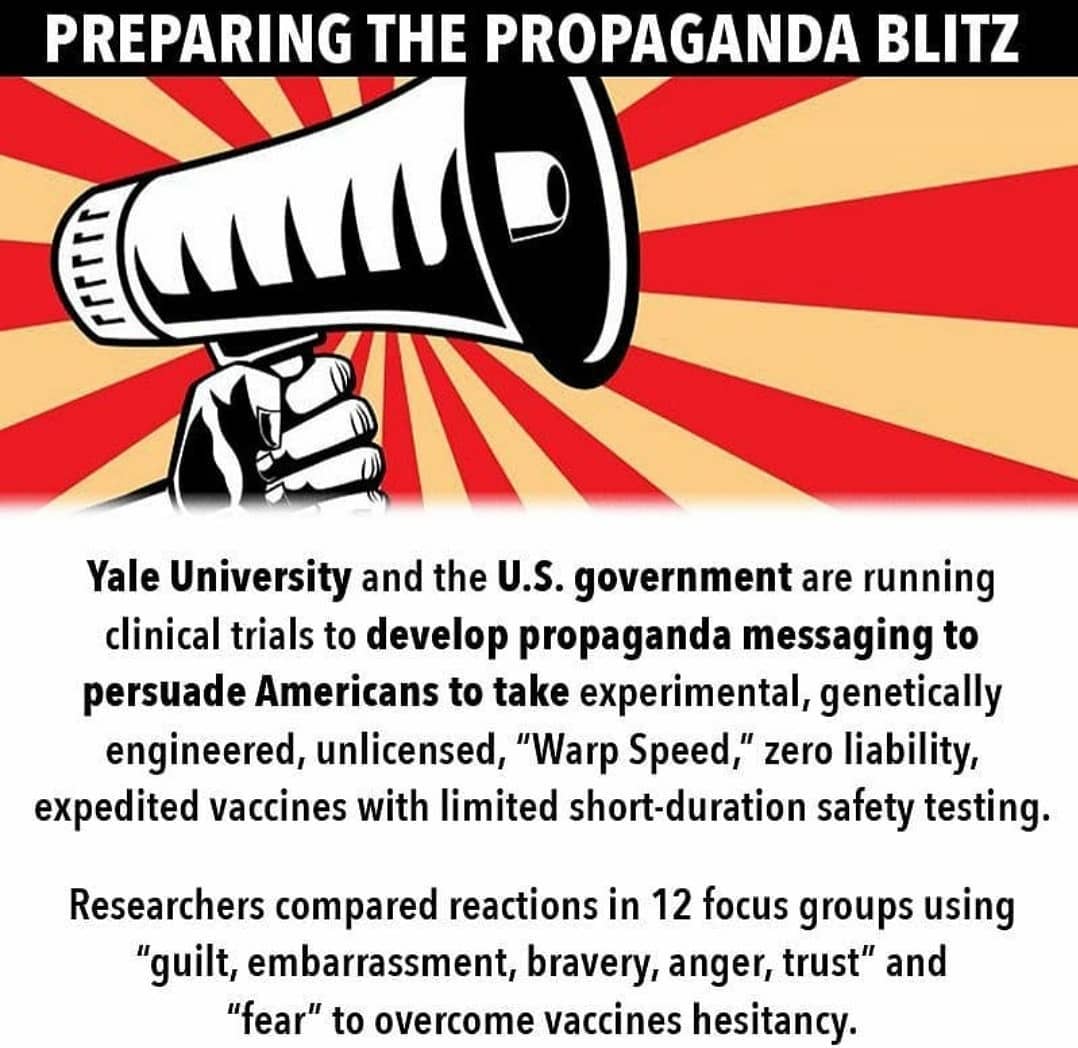 PREPARING THE PROPAGANDA BLITZ
Yale University and the U.S. government are running
clinical trials to develop propaganda messaging to
persuade Americans to take experimental, genetically
engineered, unlicensed, "Warp Speed," zero liability,
expedited vaccines with limited short-duration safety testing.
Researchers compared reactions in 12 focus groups using
"guilt, embarrassment, bravery, anger, trust" and
"fear" to overcome vaccines hesitancy.